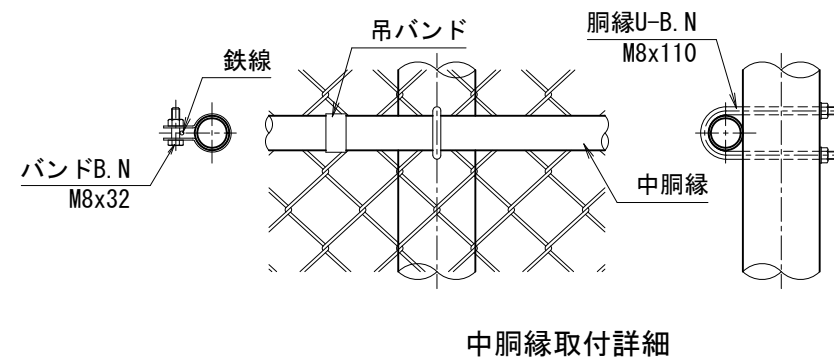 吊バンド
胴縁U-B.N
M8x110
鉄線
バンドB.N
M8x32
中胴縁
中胴縁取付詳細